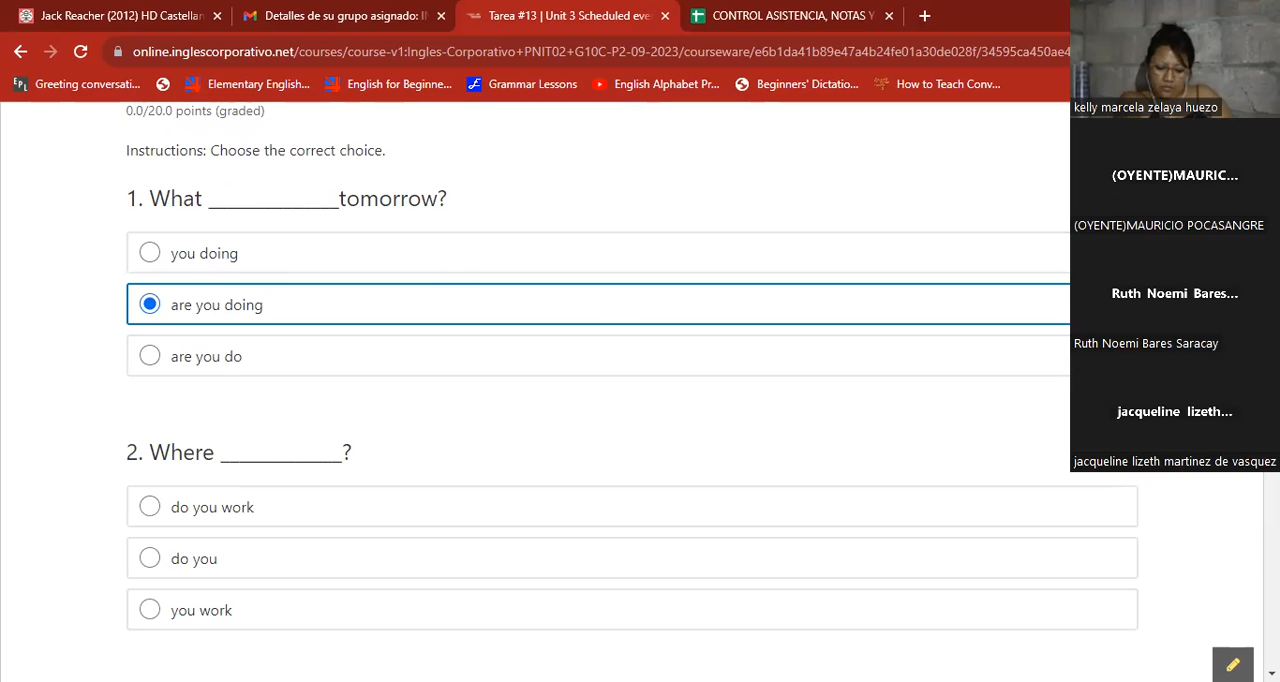 Jack Reacher (2012) HD Castellan
Detalles de su grupo asignado: I
Tarea #13 | Unit 3 Scheduled eve
CONTROL ASISTENCIA, NOTAS Y
online.inglescorporativo.net/courses/course-v1:Ingles-Corporativo+PNIT02+G10C-P2-09-2023/courseware/e6b1da41b89e47a4b24fe01a30de028f/34595ca450ae4
Greeting conversati...
Elementary English...
English for Beginne...
Grammar Lessons
English Alphabet Pr...
Beginners' Dictatio...
How to Teach Conv...
kelly marcela zelaya huezo
0.0/20.0 points (graded)
Instructions: Choose the correct choice.
1. What _____________tomorrow?
you doing
are you doing
are you do
2. Where ____________?
do you work
do you
you work
(OYENTE)MAURIC...
(OYENTE)MAURICIO POCASANGRE
Ruth Noemi Bares...
Ruth Noemi Bares Saracay
jacqueline lizeth...
jacqueline lizeth martinez de vasquez